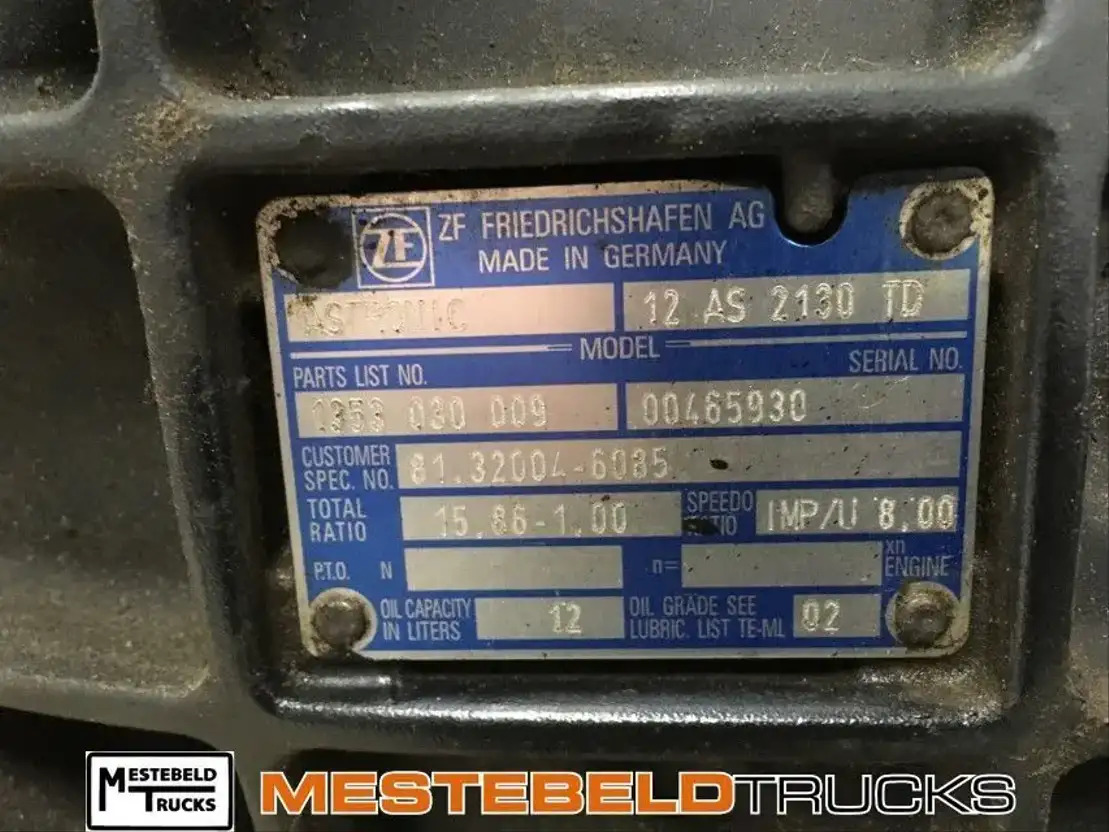 ZF
ZF FRIEDRICHSHAFEN AG
MADE IN GERMANY
ASTRONIC 12 AS 2130 TD
MODEL
PARTS LIST NO. SERIAL NO.
1353 030 009 00465930
CUSTOMER
SPEC. NO. 81.32004-6085
TOTAL
RATIO 15.86-1.00 SPEEDO
RATIO IMP/U 8,00
P.T.O. N n= xn
ENGINE
OIL CAPACITY
IN LITERS 12 OIL GRADE SEE
LUBRIC. LIST TE-ML 02
MESTEBELD
TRUCKS
MESTEBELDTRUCKS